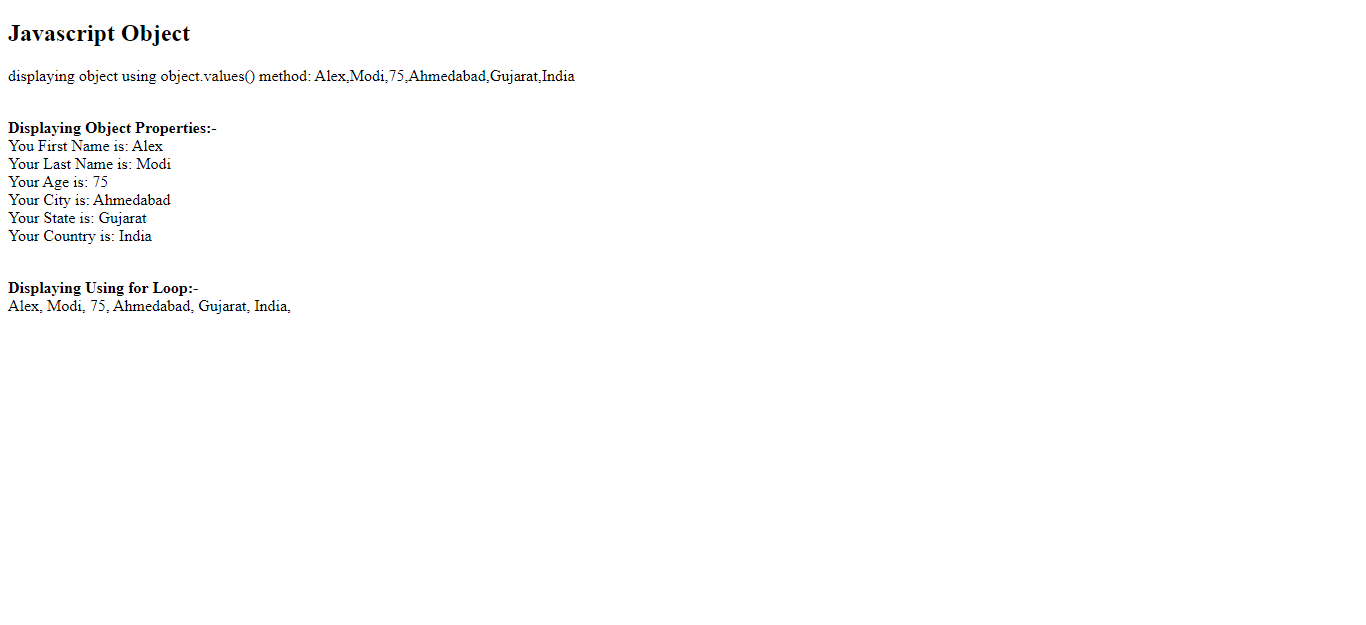 Javascript Object
displaying object using object.values() method: Alex,Modi,75,Ahmedabad,Gujarat,India
Displaying Object Properties:-
You First Name is: Alex
Your Last Name is: Modi
Your Age is: 75
Your City is: Ahmedabad
Your State is: Gujarat
Your Country is: India
Displaying Using for Loop:-
Alex, Modi, 75, Ahmedabad, Gujarat, India,